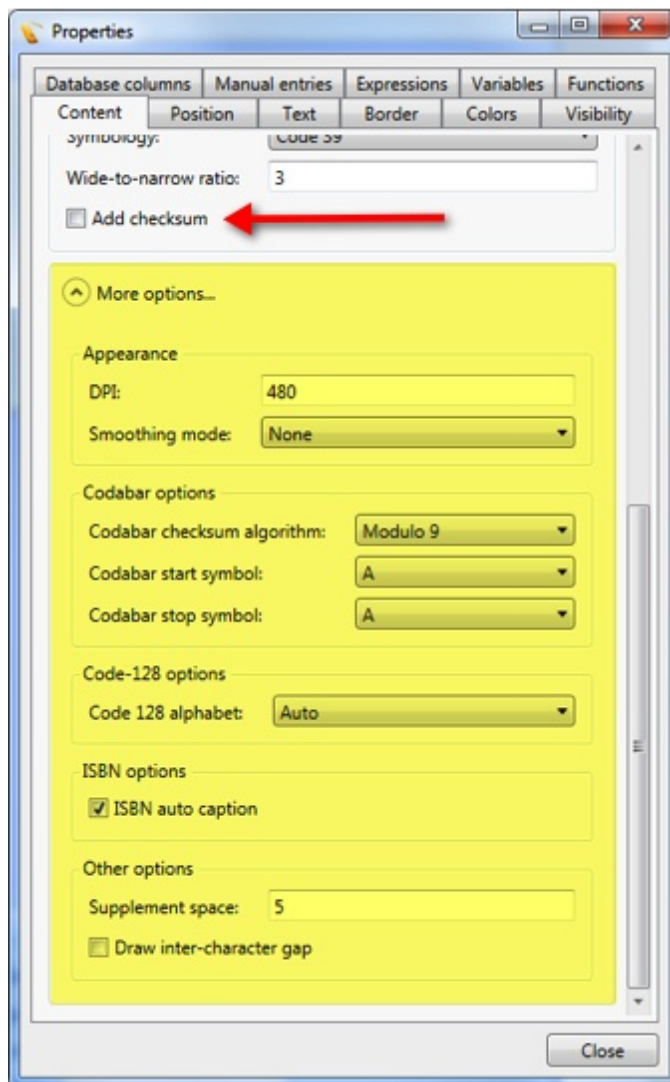 Properties
Database columns Manual entries Expressions Variables Functions
Content Position Text Border Colors Visibility
Symbology: Code 39
Wide-to-narrow ratio: 3
Add checksum
More options...
Appearance
DPI: 480
Smoothing mode: None
Codabar options
Codabar checksum algorithm: Modulo 9
Codabar start symbol: A
Codabar stop symbol: A
Code-128 options
Code 128 alphabet: Auto
ISBN options
ISBN auto caption
Other options
Supplement space: 5
Draw inter-character gap
Close